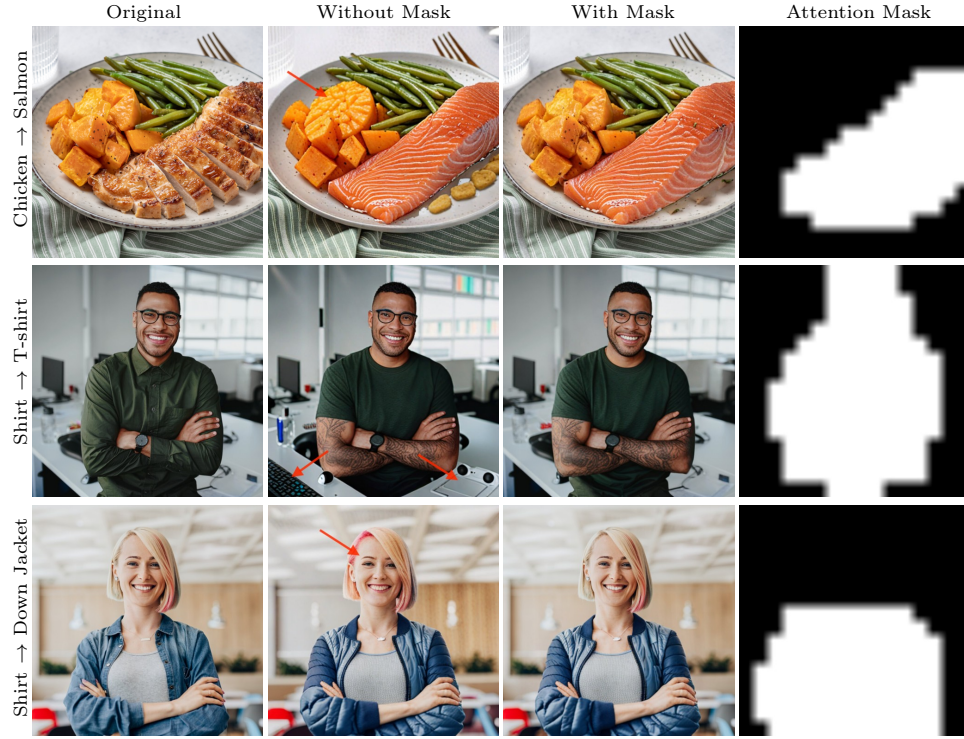 Original
Without Mask
With Mask
Attention Mask
Chicken → Salmon
Shirt → T-shirt
Shirt → Down Jacket